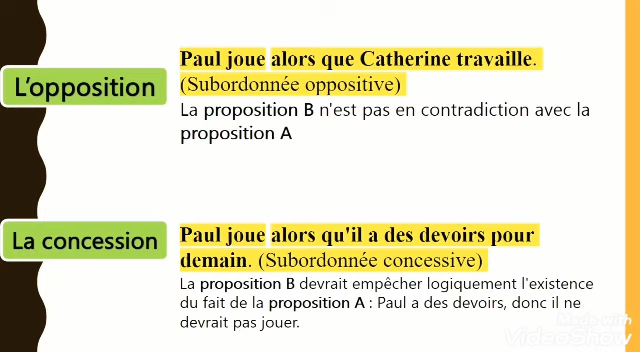 L'opposition
Paul joue alors que Catherine travaille.
(Subordonnée oppositive)
La proposition B n'est pas en contradiction avec la
proposition A
La concession
Paul joue alors qu'il a des devoirs pour
demain. (Subordonnée concessive)
La proposition B devrait empêcher logiquement l'existence
du fait de la proposition A : Paul a des devoirs, donc il ne
devrait pas jouer.
Made with
VideoShow